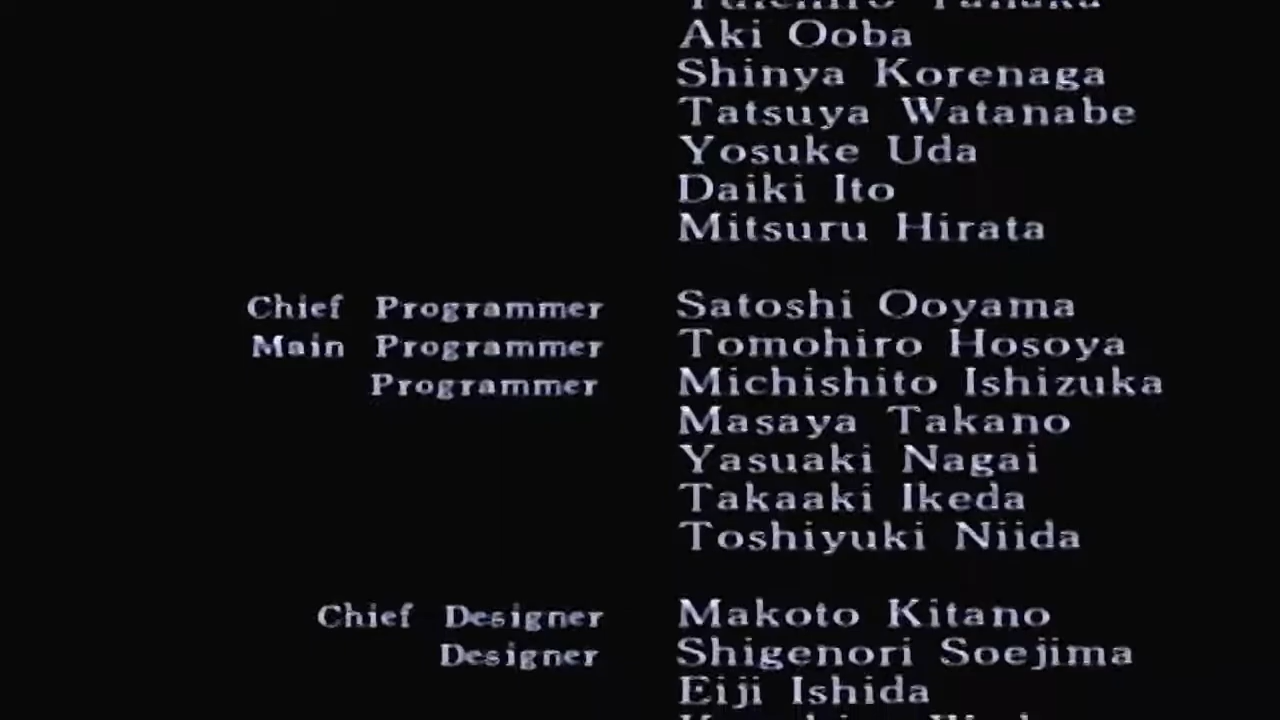 Aki Ooba
Shinya Korenaga
Tatsuya Watanabe
Yosuke Uda
Daiki Ito
Mitsuru Hirata
Chief Programmer Satoshi Ooyama
Main Programmer Tomohiro Hosoya
Programmer Michishito Ishizuka
Masaya Takano
Yasuaki Nagai
Takaaki Ikeda
Toshiyuki Niida
Chief Designer Makoto Kitano
Designer Shigenori Soejima
Eiji Ishida